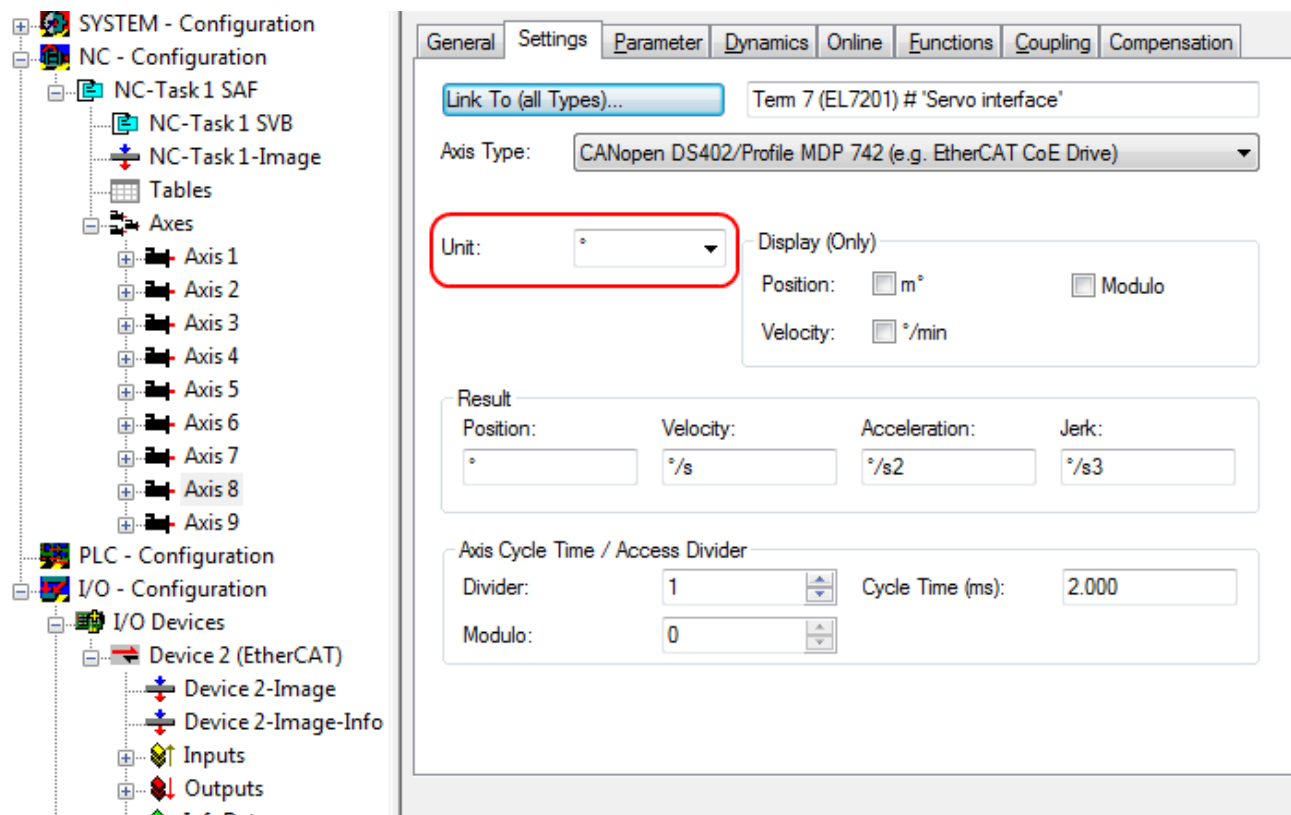 SYSTEM - Configuration
NC - Configuration
NC-Task 1 SAF
NC-Task 1 SVB
NC-Task 1-Image
Tables
Axes
Axis 1
Axis 2
Axis 3
Axis 4
Axis 5
Axis 6
Axis 7
Axis 8
Axis 9
PLC - Configuration
I/O - Configuration
I/O Devices
Device 2 (EtherCAT)
Device 2-Image
Device 2-Image-Info
Inputs
Outputs
General Settings Parameter Dynamics Online Functions Coupling Compensation
Link To (all Types)... Term 7 (EL7201) # "Servo interface"
Axis Type: CANopen DS402/Profile MDP 742 (e.g. EtherCAT CoE Drive)
Unit: °
Display (Only)
Position: m° Modulo
Velocity: °/min
Result
Position: Velocity: Acceleration: Jerk:
° °/s °/s2 °/s3
Axis Cycle Time / Access Divider
Divider: 1 Cycle Time (ms): 2.000
Modulo: 0